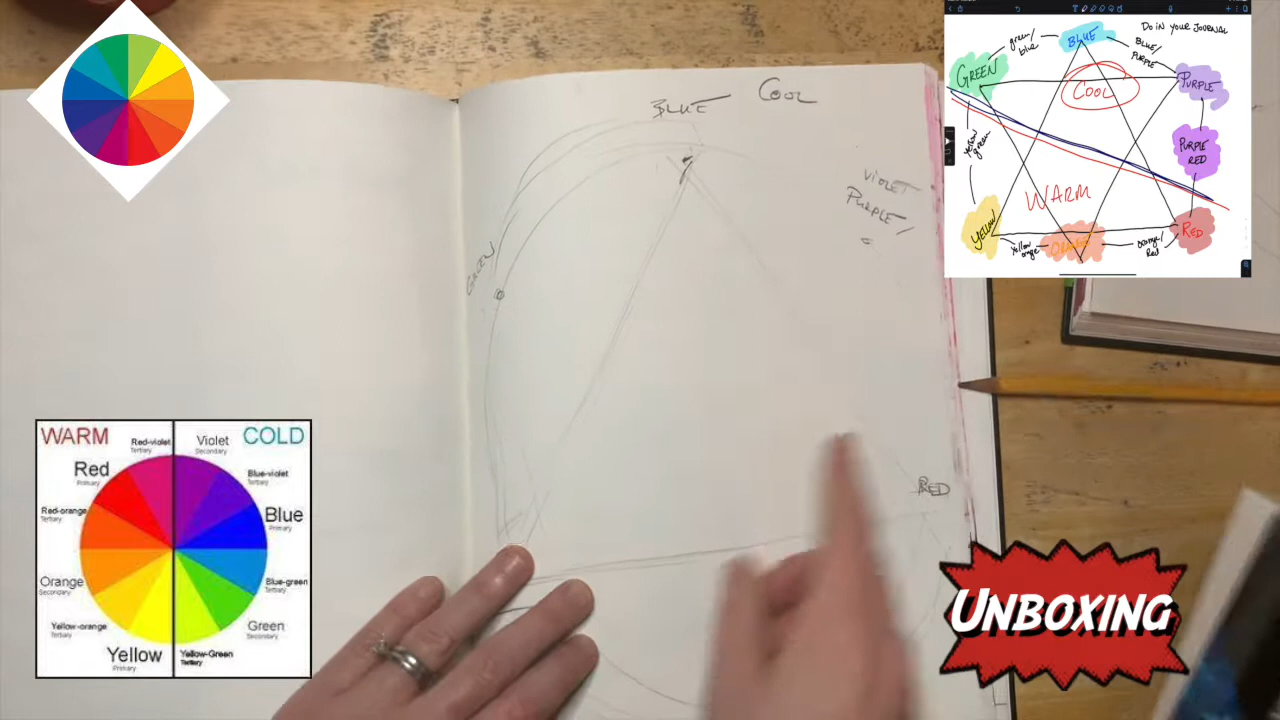 BLUE
COOL
VIOLET
PURPLE/
GREEN
RED
DO IN YOUR JOURNAL
green/
blue
BLUE
BLUE/
PURPLE
GREEN
COOL
PURPLE
yellow
green
PURPLE
RED
WARM
YELLOW
yellow
orange
ORANGE
orange/
Red
RED
WARM
COLD
Red-violet
Tertiary
Violet
Secondary
Red
Primary
Blue-violet
Tertiary
Red-orange
Tertiary
Blue
Primary
Orange
Secondary
Blue-green
Tertiary
Yellow-orange
Tertiary
Green
Secondary
Yellow
Primary
Yellow-Green
Tertiary
UNBOXING